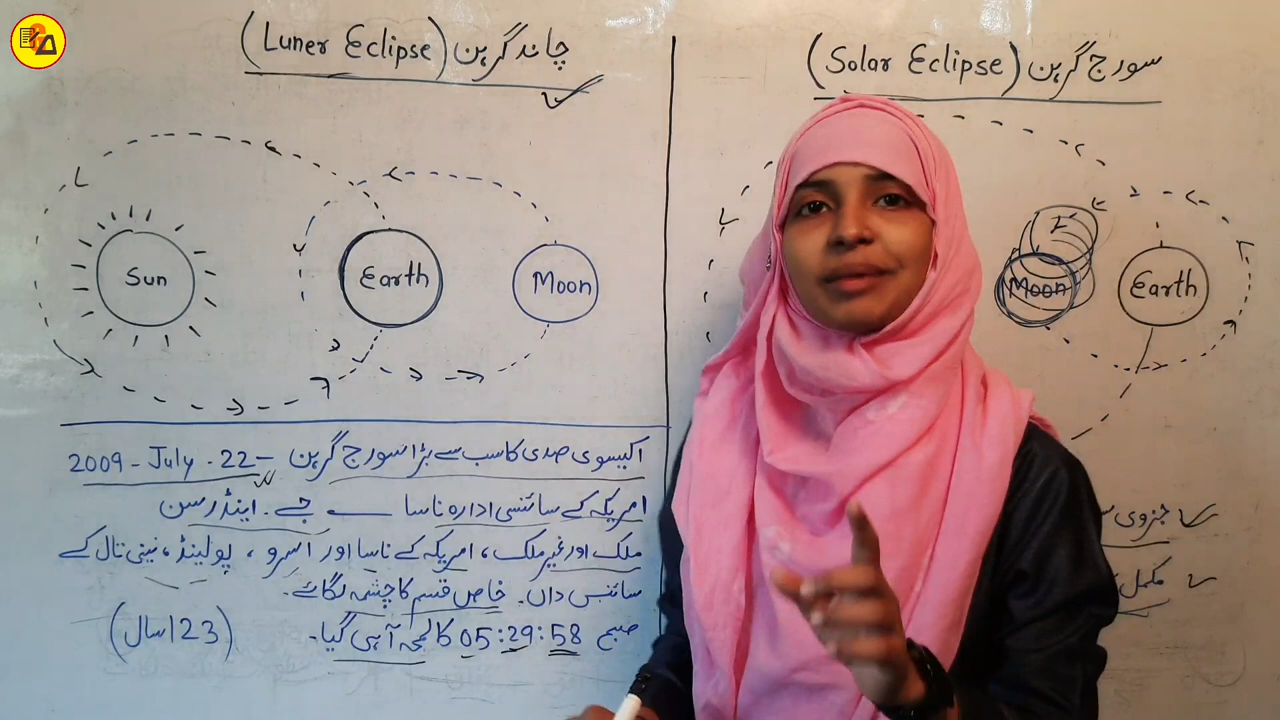 چاند گرہن (Luner Eclipse)
Sun
Earth
Moon
سورج گرہن (Solar Eclipse)
Moon
Earth
اکیسوی صدی کا سب سے بڑا سورج گرہن – 22 - July - 2009
امریکہ کے سائنسی ادارہ ناسا ـــ جے . اینڈرسن
ملک اور غیر ملک ، امریکہ کے ناسا اور اسرو ، پولینڈ ، نینی تال کے
سائنس داں . خاص قسم کا چشمہ لگائے .
صبح 05:29:58 کا لمحہ آہی گیا . (123 سال)
جزوی
مکمل